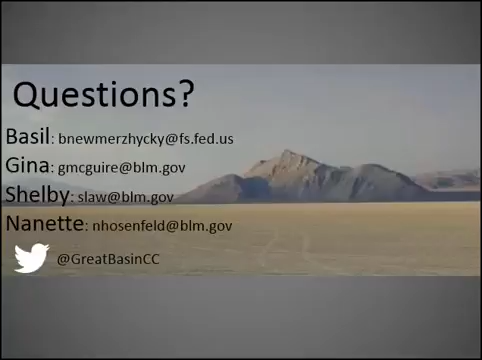 Questions?
Basil: bnewmerzhycky@fs.fed.us
Gina: gmcguire@blm.gov
Shelby: slaw@blm.gov
Nanette: nhosenfeld@blm.gov
@GreatBasinCC